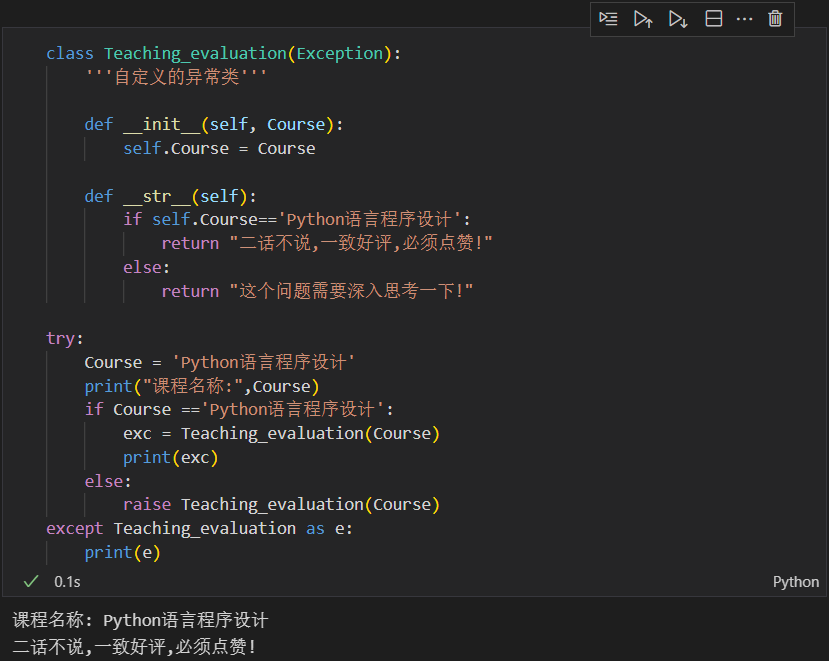 class Teaching_evaluation(Exception):
    '''自定义的异常类'''
    def __init__(self, Course):
        self.Course = Course
    def __str__(self):
        if self.Course=='Python语言程序设计':
            return "二话不说,一致好评,必须点赞!"
        else:
            return "这个问题需要深入思考一下!"
try:
    Course = 'Python语言程序设计'
    print("课程名称:",Course)
    if Course =='Python语言程序设计':
        exc = Teaching_evaluation(Course)
        print(exc)
    else:
        raise Teaching_evaluation(Course)
except Teaching_evaluation as e:
    print(e)
0.1s Python
课程名称: Python语言程序设计
二话不说,一致好评,必须点赞!